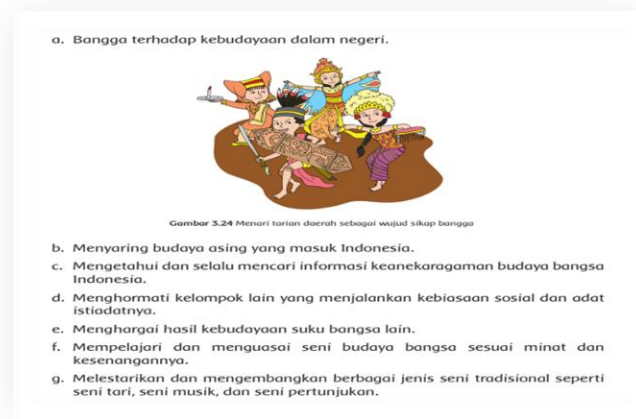 a. Bangga terhadap kebudayaan dalam negeri.
Gambar 3.24 Menari tarian daerah sebagai wujud sikap bangga
b. Menyaring budaya asing yang masuk Indonesia.
c. Mengetahui dan selalu mencari informasi keanekaragaman budaya bangsa
Indonesia.
d. Menghormati kelompok lain yang menjalankan kebiasaan sosial dan adat
istiadatnya.
e. Menghargai hasil kebudayaan suku bangsa lain.
f. Mempelajari dan menguasai seni budaya bangsa sesuai minat dan
kesenangannya.
g. Melestarikan dan mengembangkan berbagai jenis seni tradisional seperti
seni tari, seni musik, dan seni pertunjukan.